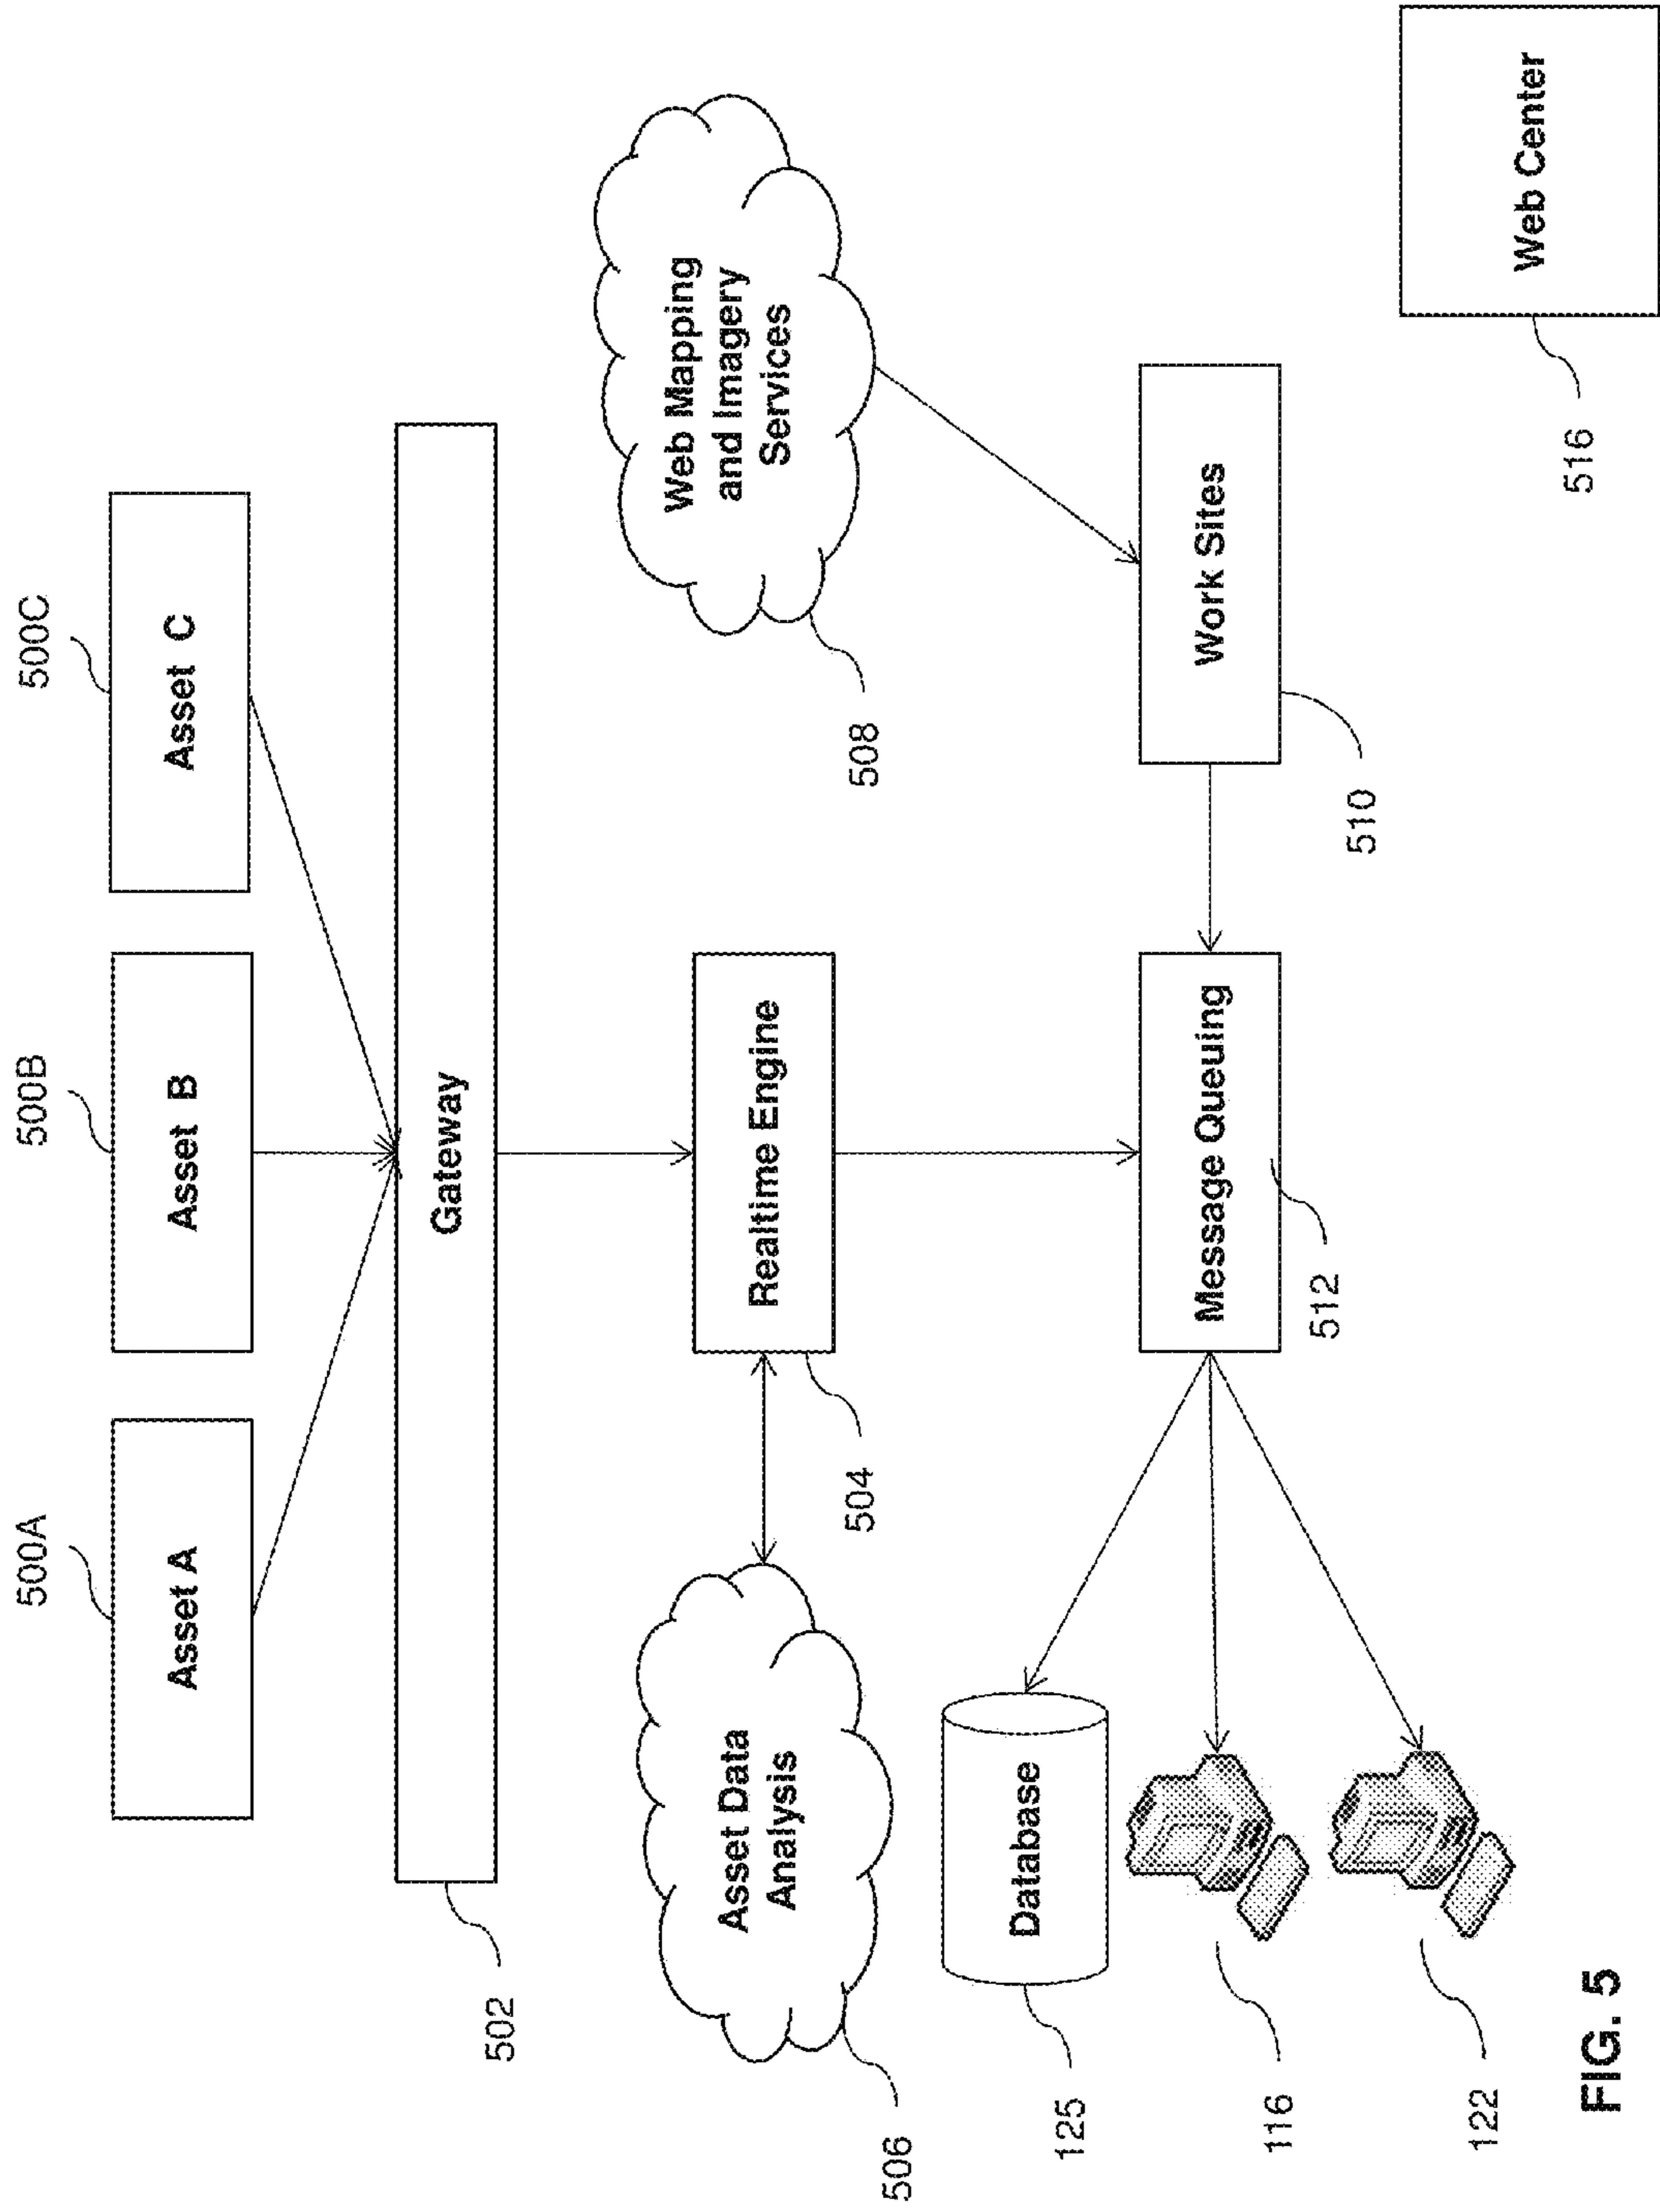 500A
500B
500C
Asset A
Asset B
Asset C
Gateway
502
Asset Data
Analysis
506
Realtime Engine
504
Web Mapping
and Imagery
Services
508
Database
125
116
122
Message Queuing
512
Work Sites
510
Web Center
516
FIG. 5